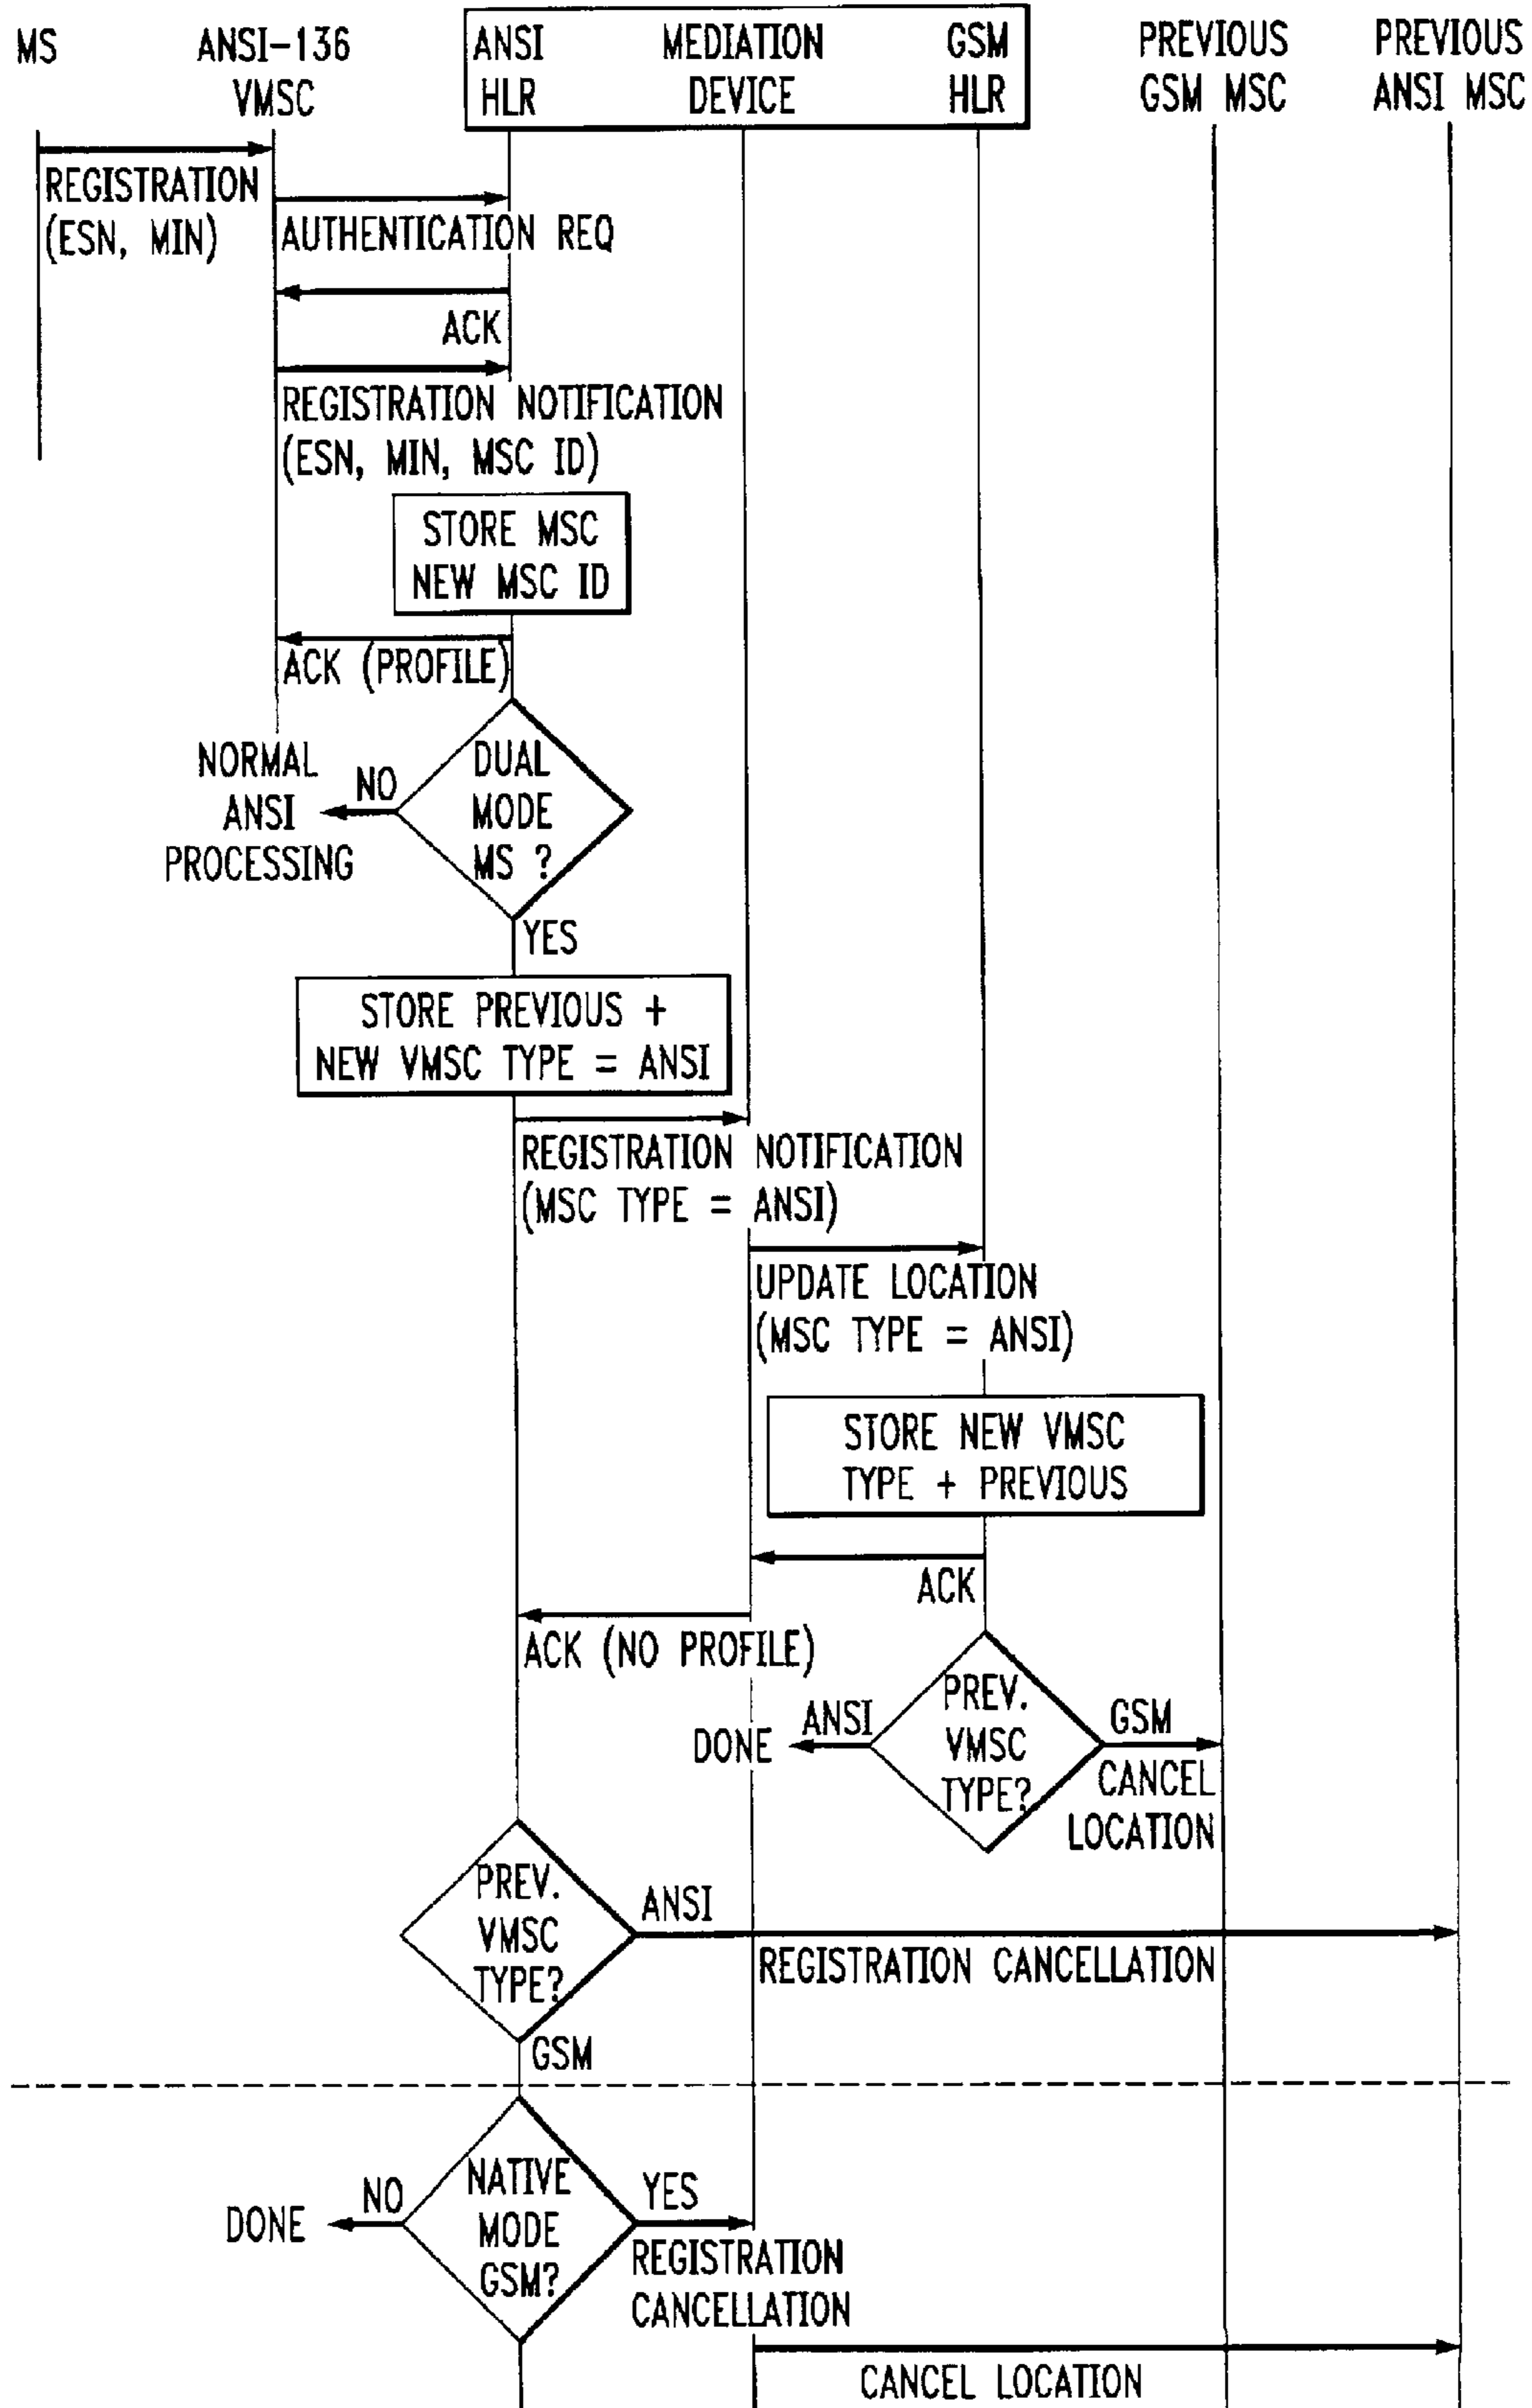 MS
ANSI-136
VMSC
ANSI
HLR
MEDIATION
DEVICE
GSM
HLR
PREVIOUS
GSM MSC
PREVIOUS
ANSI MSC
REGISTRATION
(ESN, MIN)
AUTHENTICATION REQ
ACK
REGISTRATION NOTIFICATION
(ESN, MIN, MSC ID)
STORE MSC
NEW MSC ID
ACK (PROFILE)
DUAL
MODE
MS ?
NO
NORMAL
ANSI
PROCESSING
YES
STORE PREVIOUS +
NEW VMSC TYPE = ANSI
REGISTRATION NOTIFICATION
(MSC TYPE = ANSI)
UPDATE LOCATION
(MSC TYPE = ANSI)
STORE NEW VMSC
TYPE + PREVIOUS
ACK
ACK (NO PROFILE)
PREV.
VMSC
TYPE?
ANSI
DONE
GSM
CANCEL
LOCATION
PREV.
VMSC
TYPE?
ANSI
REGISTRATION CANCELLATION
GSM
NATIVE
MODE
GSM?
NO
DONE
YES
REGISTRATION
CANCELLATION
CANCEL LOCATION